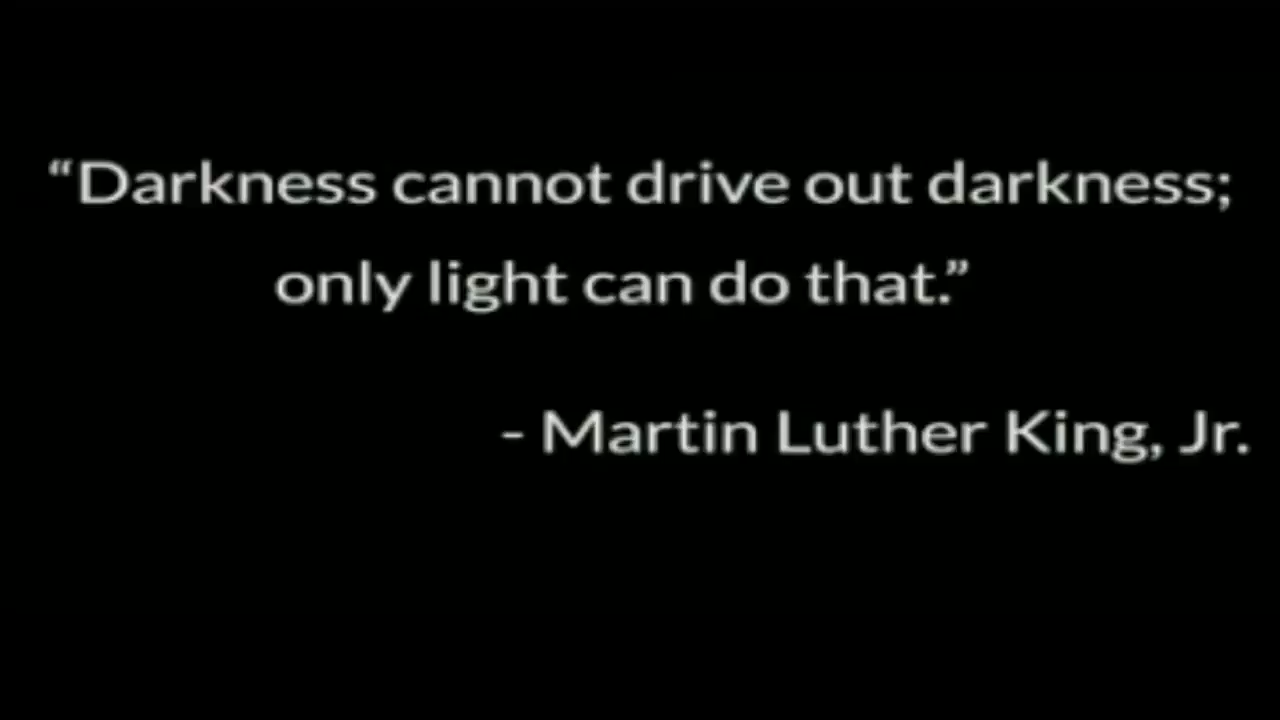 “Darkness cannot drive out darkness;
only light can do that.”
- Martin Luther King, Jr.